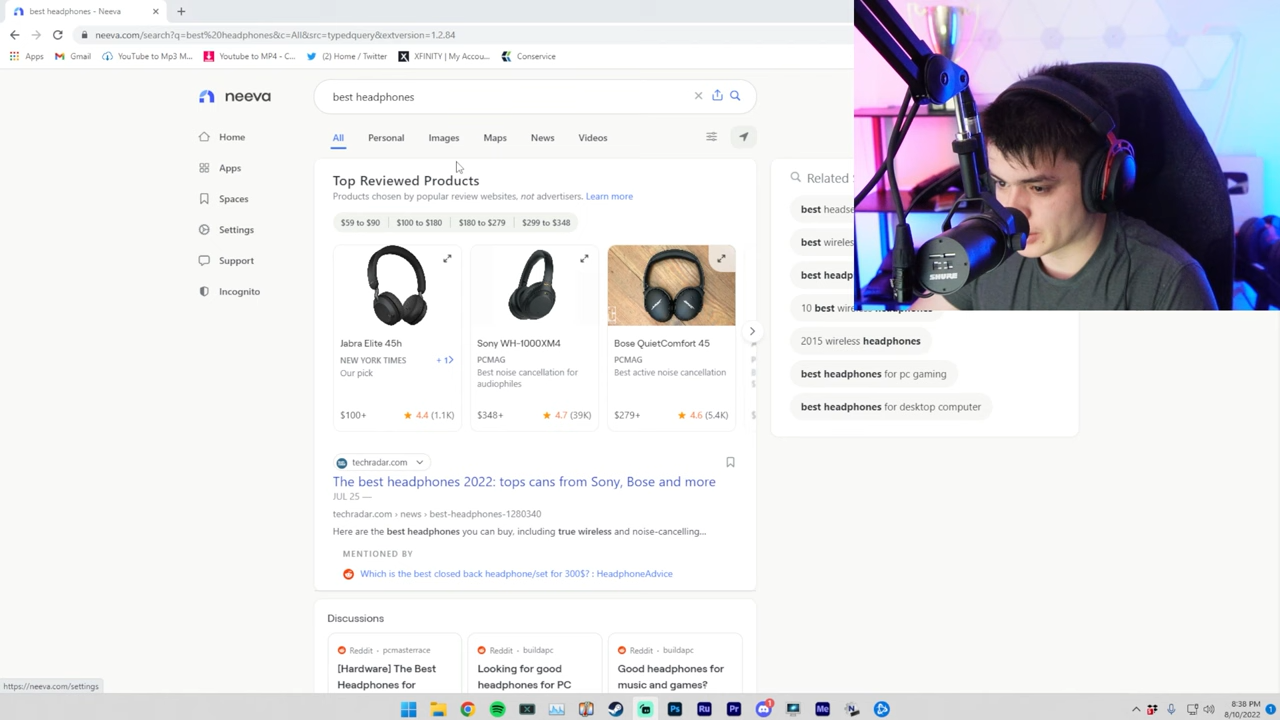 best headphones - Neeva
neeva.com/search?q=best%20headphones&c=All&src=typedquery&extversion=1.2.84
Apps
Gmail
YouTube to Mp3 M...
Youtube to MP4 - C...
(2) Home / Twitter
XFINITY | My Accou...
Conservice
neeva
best headphones
Home
Apps
Spaces
Settings
Support
Incognito
All Personal Images Maps News Videos
Top Reviewed Products
Products chosen by popular review websites, not advertisers. Learn more
$59 to $90 $100 to $180 $180 to $279 $299 to $348
Jabra Elite 45h
NEW YORK TIMES +1
Our pick
$100+ 4.4 (1.1K)
Sony WH-1000XM4
PCMAG
Best noise cancellation for
audiophiles
$348+ 4.7 (39K)
Bose QuietComfort 45
PCMAG
Best active noise cancellation
$279+ 4.6 (5.4K)
techradar.com
The best headphones 2022: tops cans from Sony, Bose and more
JUL 25 —
techradar.com › news › best-headphones-1280340
Here are the best headphones you can buy, including true wireless and noise-cancelling...
MENTIONED BY
Which is the best closed back headphone/set for 300$? : HeadphoneAdvice
Discussions
Reddit • pcmasterrace
[Hardware] The Best
Headphones for
Reddit • buildapc
Looking for good
headphones for PC
Reddit • buildapc
Good headphones for
music and games?
Related
best
best
best
10 best
2015 wireless headphones
best headphones for pc gaming
best headphones for desktop computer
SHURE
https://neeva.com/settings
8:38 PM
8/10/2022